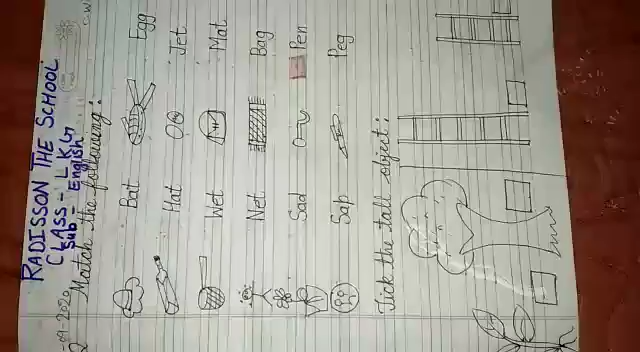 RADISSON THE SCHOOL
CLASS - LKG
Sub - English
Match the following:
Bat Egg
Hat Jet
Wet Mat
Net Bag
Sad Pen
Sap Peg
Tick the tall object: